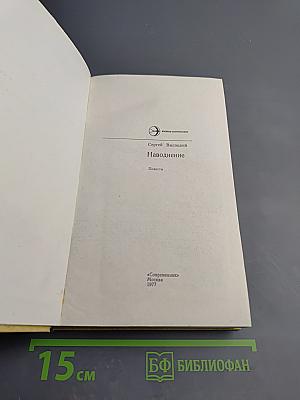 Сергей Высоцкий
Наводнение
Повести
«Современник»
Москва
1977
15 см
БФ БИБЛИОФАН